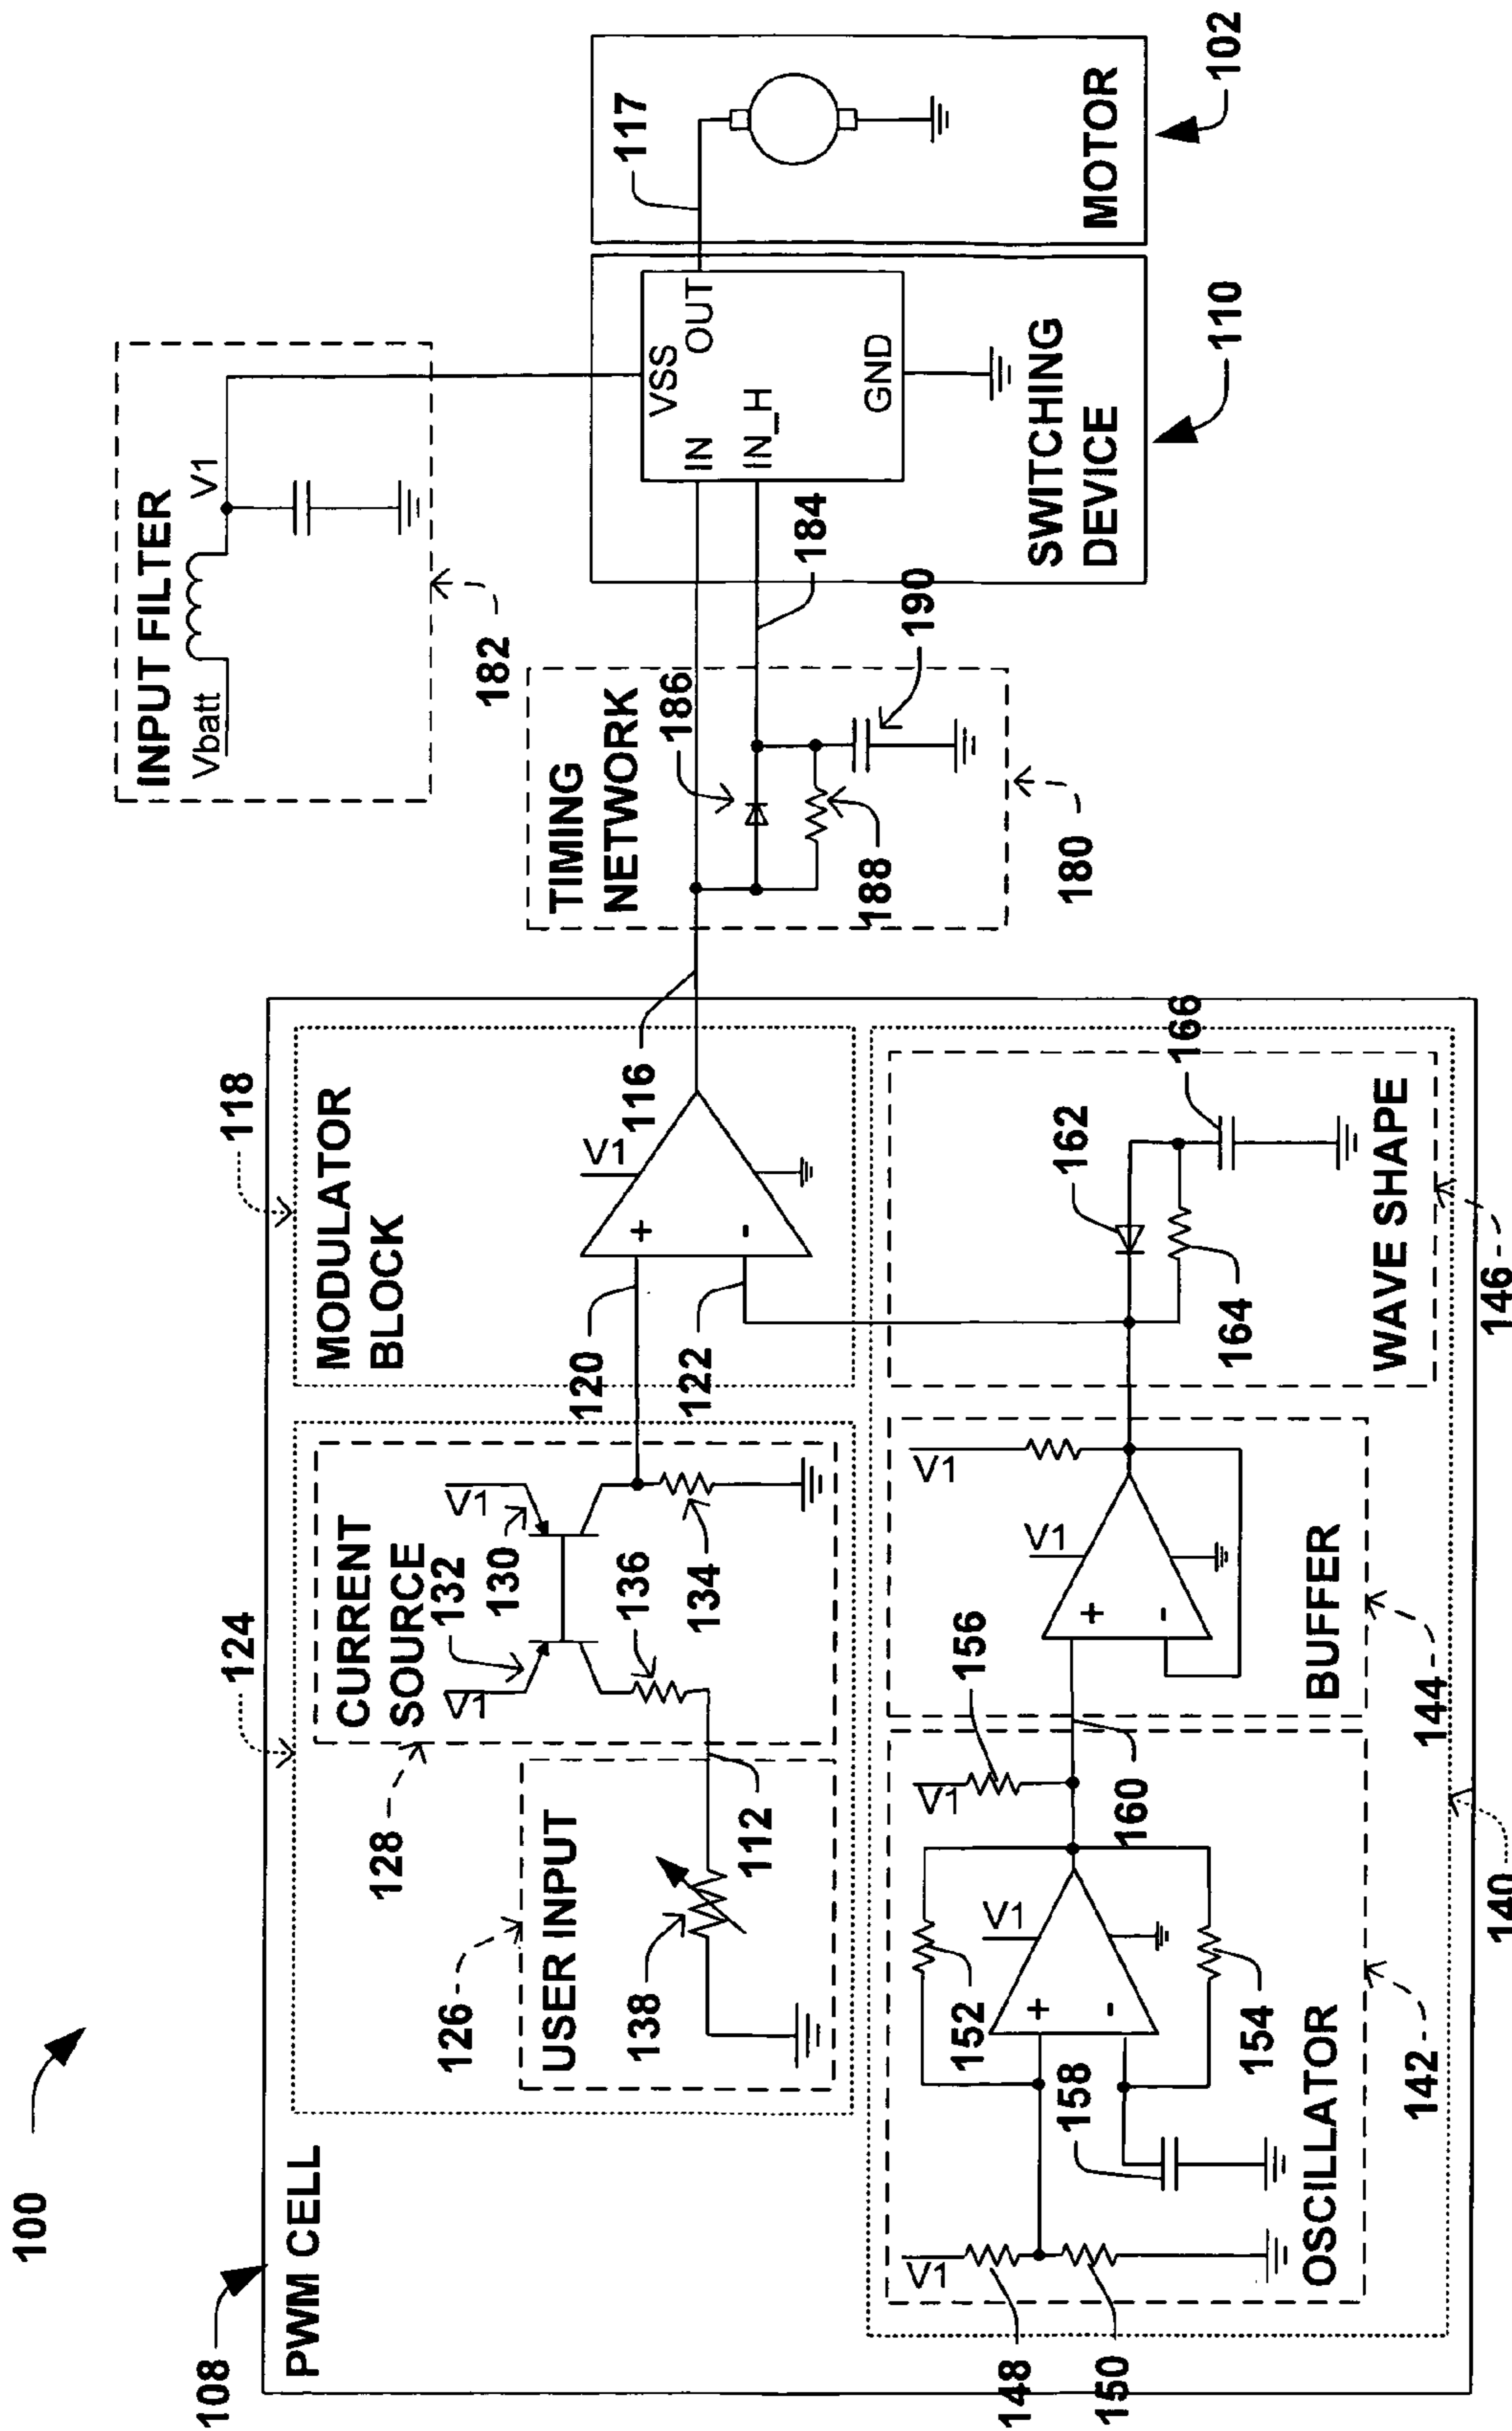 100
108
PWM CELL
124
118
CURRENT
SOURCE
MODULATOR
BLOCK
128
132
130
V1
V1
136
134
126
USER INPUT
138
112
120
122
V1
+
-
116
INPUT FILTER
Vbatt
V1
182
TIMING
NETWORK
186
188
190
180
184
VSS
IN
OUT
IN_H
GND
SWITCHING
DEVICE
110
117
MOTOR
102
V1
148
150
158
152
154
V1
+
-
V1
156
160
OSCILLATOR
142
V1
V1
+
-
BUFFER
144
162
164
166
WAVE SHAPE
146
140